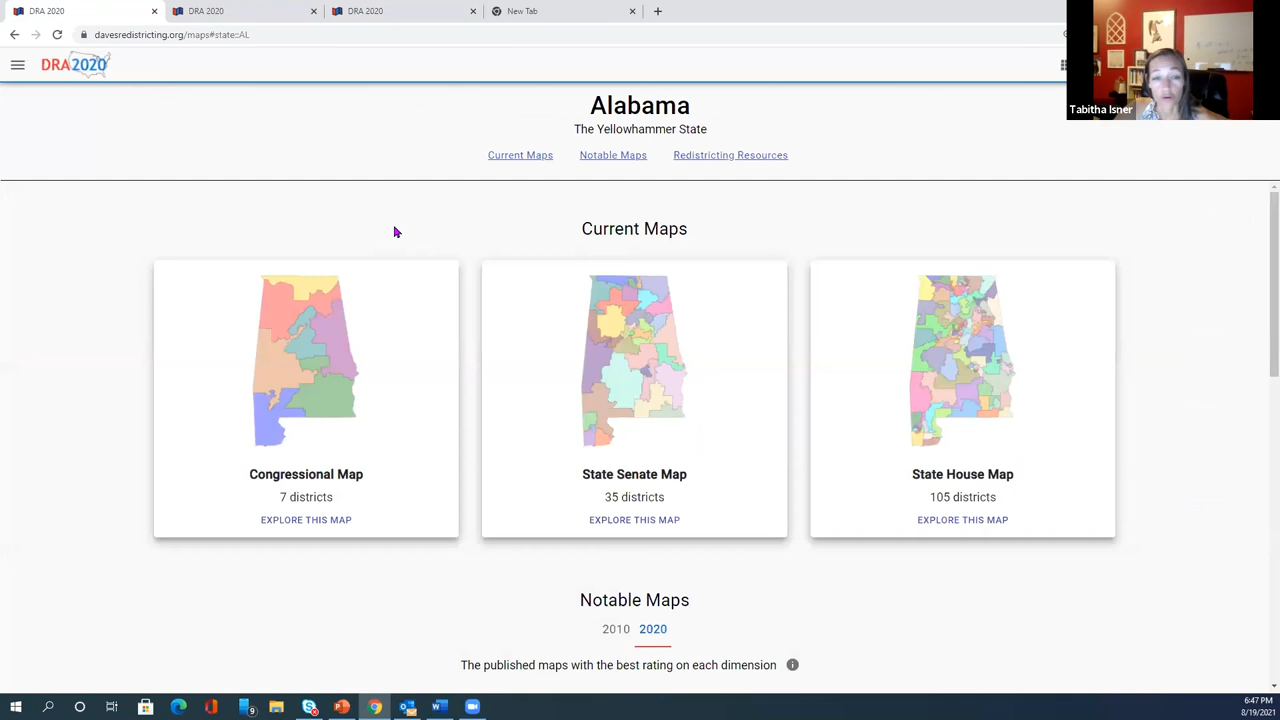 DRA 2020
DRA 2020
DRA 2020
New Tab
davesredistricting.org/maps#state::AL
DRA2020
Tabitha Isner
Alabama
The Yellowhammer State
Current Maps
Notable Maps
Redistricting Resources
Current Maps
Congressional Map
7 districts
EXPLORE THIS MAP
State Senate Map
35 districts
EXPLORE THIS MAP
State House Map
105 districts
EXPLORE THIS MAP
Notable Maps
2010 2020
The published maps with the best rating on each dimension
9
6:47 PM
8/19/2021